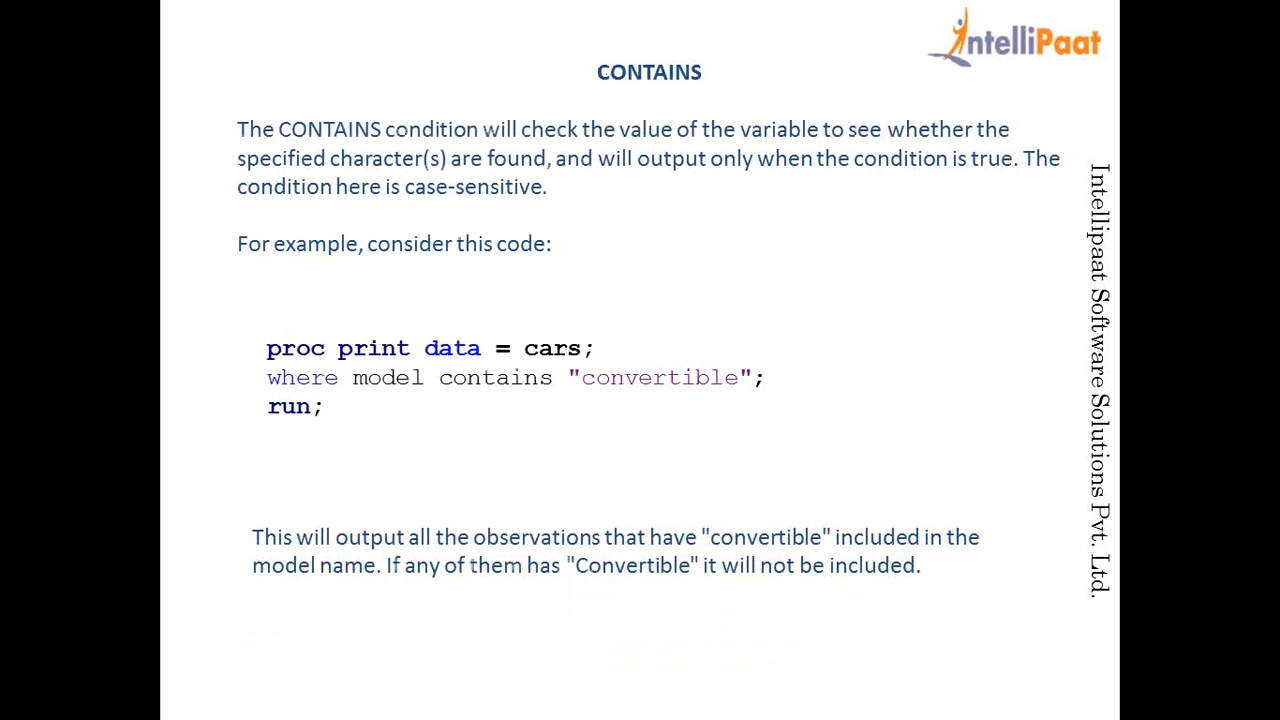 IntelliPaat
CONTAINS
The CONTAINS condition will check the value of the variable to see whether the
specified character(s) are found, and will output only when the condition is true. The
condition here is case-sensitive.
For example, consider this code:
proc print data = cars;
where model contains "convertible";
run;
This will output all the observations that have "convertible" included in the
model name. If any of them has "Convertible" it will not be included.
Intellipaat Software Solutions Pvt. Ltd.